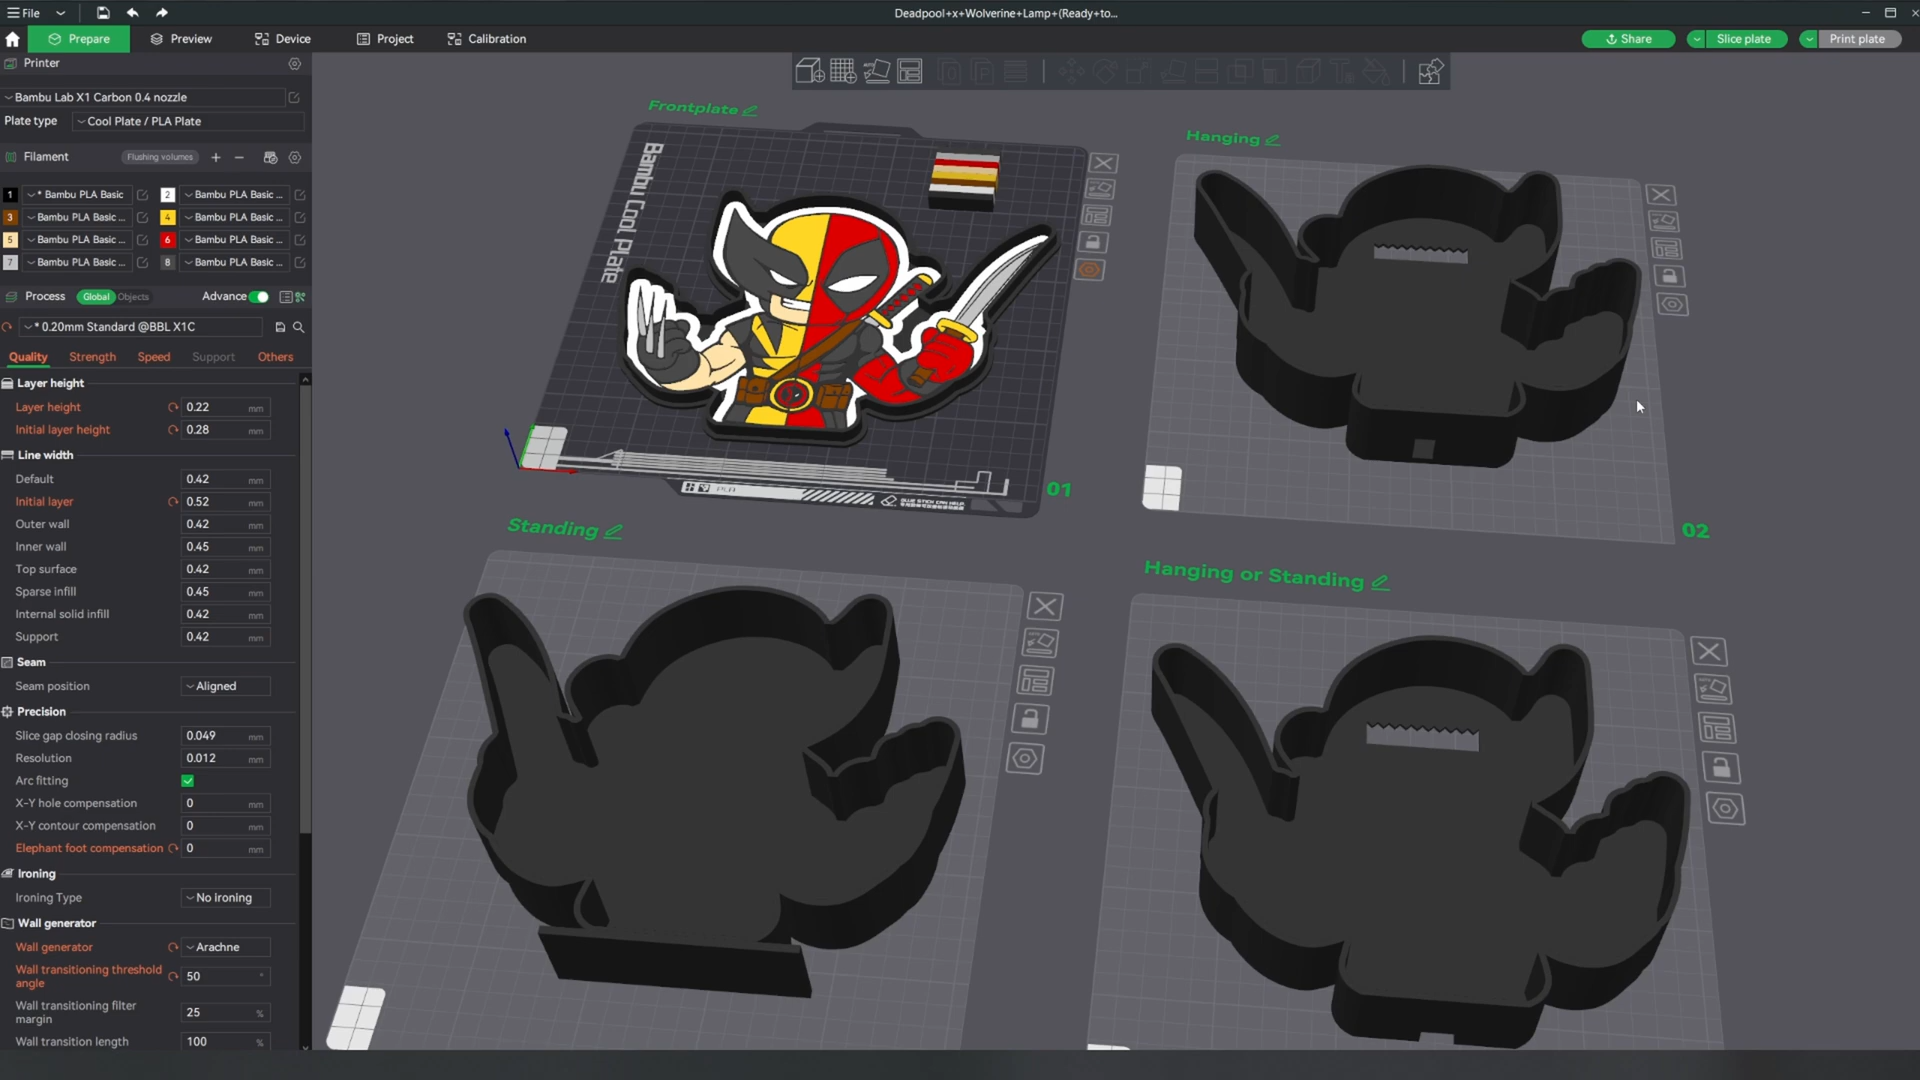 File
Deadpool+x+Wolverine+Lamp+(Ready+to...
Prepare
Preview
Device
Project
Calibration
Share
Slice plate
Print plate
Printer
Bambu Lab X1 Carbon 0.4 nozzle
Plate type
Cool Plate / PLA Plate
Filament
Flushing volumes
1 * Bambu PLA Basic
2 Bambu PLA Basic ...
3 Bambu PLA Basic ...
4 Bambu PLA Basic ...
5 Bambu PLA Basic ...
6 Bambu PLA Basic ...
7 Bambu PLA Basic ...
8 Bambu PLA Basic ...
Process
Global
Objects
Advance
* 0.20mm Standard @BBL X1C
Quality
Strength
Speed
Support
Others
Layer height
Layer height 0.22 mm
Initial layer height 0.28 mm
Line width
Default 0.42 mm
Initial layer 0.52 mm
Outer wall 0.42 mm
Inner wall 0.45 mm
Top surface 0.42 mm
Sparse infill 0.45 mm
Internal solid infill 0.42 mm
Support 0.42 mm
Seam
Seam position Aligned
Precision
Slice gap closing radius 0.049 mm
Resolution 0.012 mm
Arc fitting
X-Y hole compensation 0 mm
X-Y contour compensation 0 mm
Elephant foot compensation 0 mm
Ironing
Ironing Type No ironing
Wall generator
Wall generator Arachne
Wall transitioning threshold
angle 50 °
Wall transitioning filter
margin 25 %
Wall transition length 100 %
Frontplate
Bambu Cool Plate
PLA
01
Hanging
02
Standing
Hanging or Standing